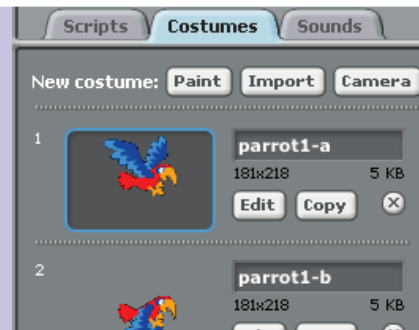 Scripts Costumes Sounds
New costume: Paint Import Camera
1
parrot1-a
181x218 5 KB
Edit Copy
2
parrot1-b
181x218 5 KB